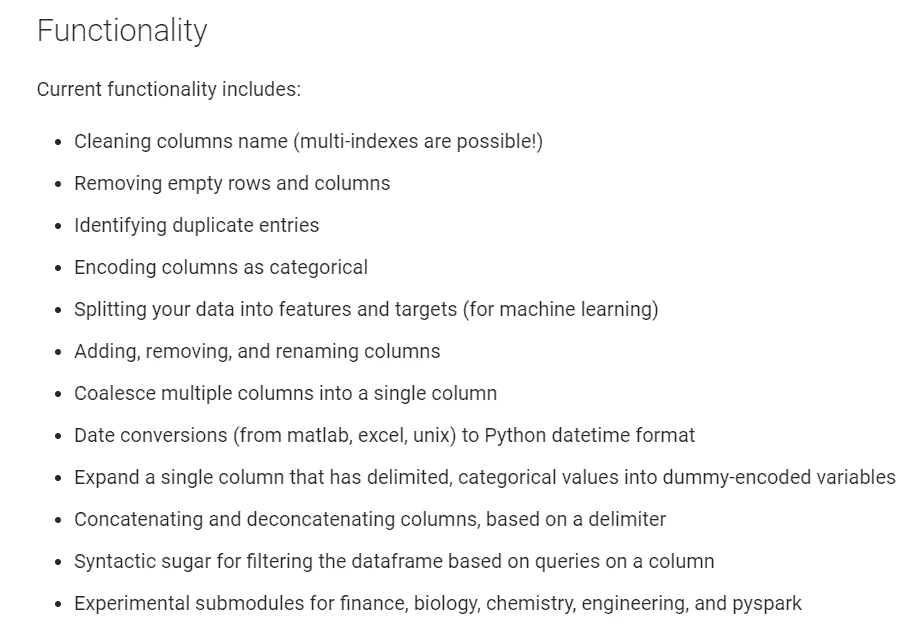 Functionality
Current functionality includes:
• Cleaning columns name (multi-indexes are possible!)
• Removing empty rows and columns
• Identifying duplicate entries
• Encoding columns as categorical
• Splitting your data into features and targets (for machine learning)
• Adding, removing, and renaming columns
• Coalesce multiple columns into a single column
• Date conversions (from matlab, excel, unix) to Python datetime format
• Expand a single column that has delimited, categorical values into dummy-encoded variables
• Concatenating and deconcatenating columns, based on a delimiter
• Syntactic sugar for filtering the dataframe based on queries on a column
• Experimental submodules for finance, biology, chemistry, engineering, and pyspark